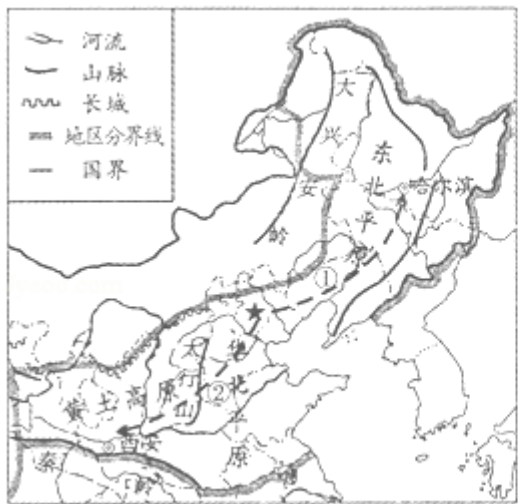 河流
山脉
长城
地区分界线
国界
大
兴
安
岭
东
北
平
原
哈尔滨
①
②
太
行
山
华
北
平
原
黄土高
原
西安
秦
岭